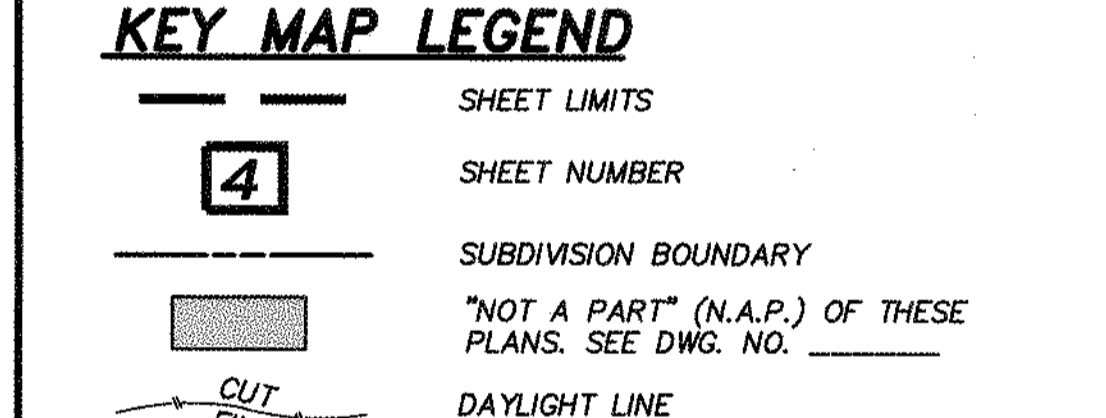 KEY MAP LEGEND
SHEET LIMITS
4
SHEET NUMBER
SUBDIVISION BOUNDARY
"NOT A PART" (N.A.P.) OF THESE
PLANS. SEE DWG. NO. ________
CUT
DAYLIGHT LINE